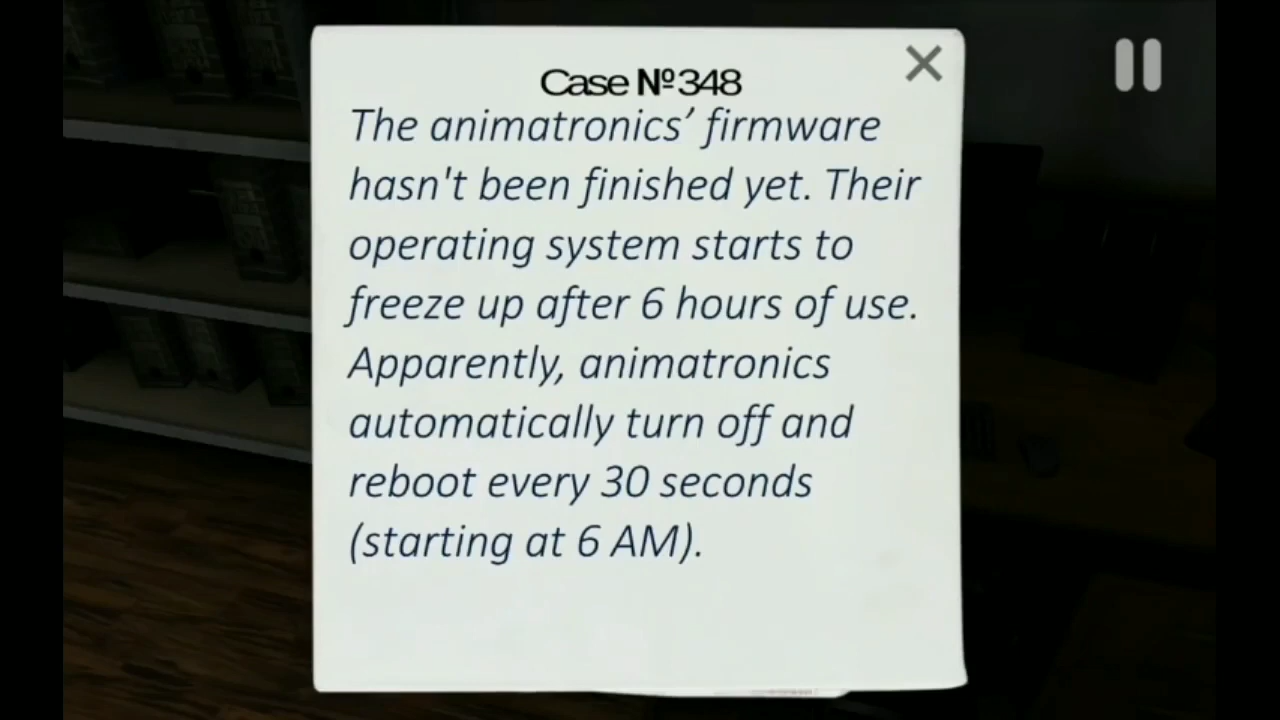 Case №348
The animatronics’ firmware
hasn't been finished yet. Their
operating system starts to
freeze up after 6 hours of use.
Apparently, animatronics
automatically turn off and
reboot every 30 seconds
(starting at 6 AM).